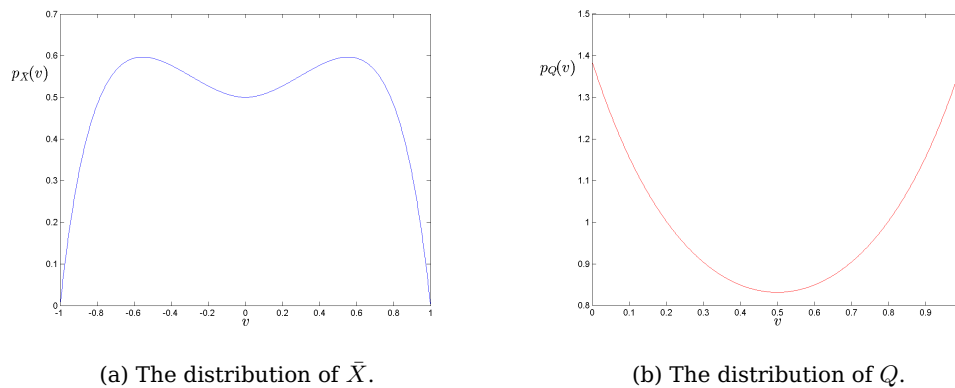 0.7
0.6
0.5
0.4
0.3
0.2
0.1
0
p_X̄(v)
-1 -0.8 -0.6 -0.4 -0.2 0 0.2 0.4 0.6 0.8 1
v
(a) The distribution of X̄.
1.5
1.4
1.3
1.2
1.1
1
0.9
0.8
p_Q(v)
0 0.1 0.2 0.3 0.4 0.5 0.6 0.7 0.8 0.9
v
(b) The distribution of Q.